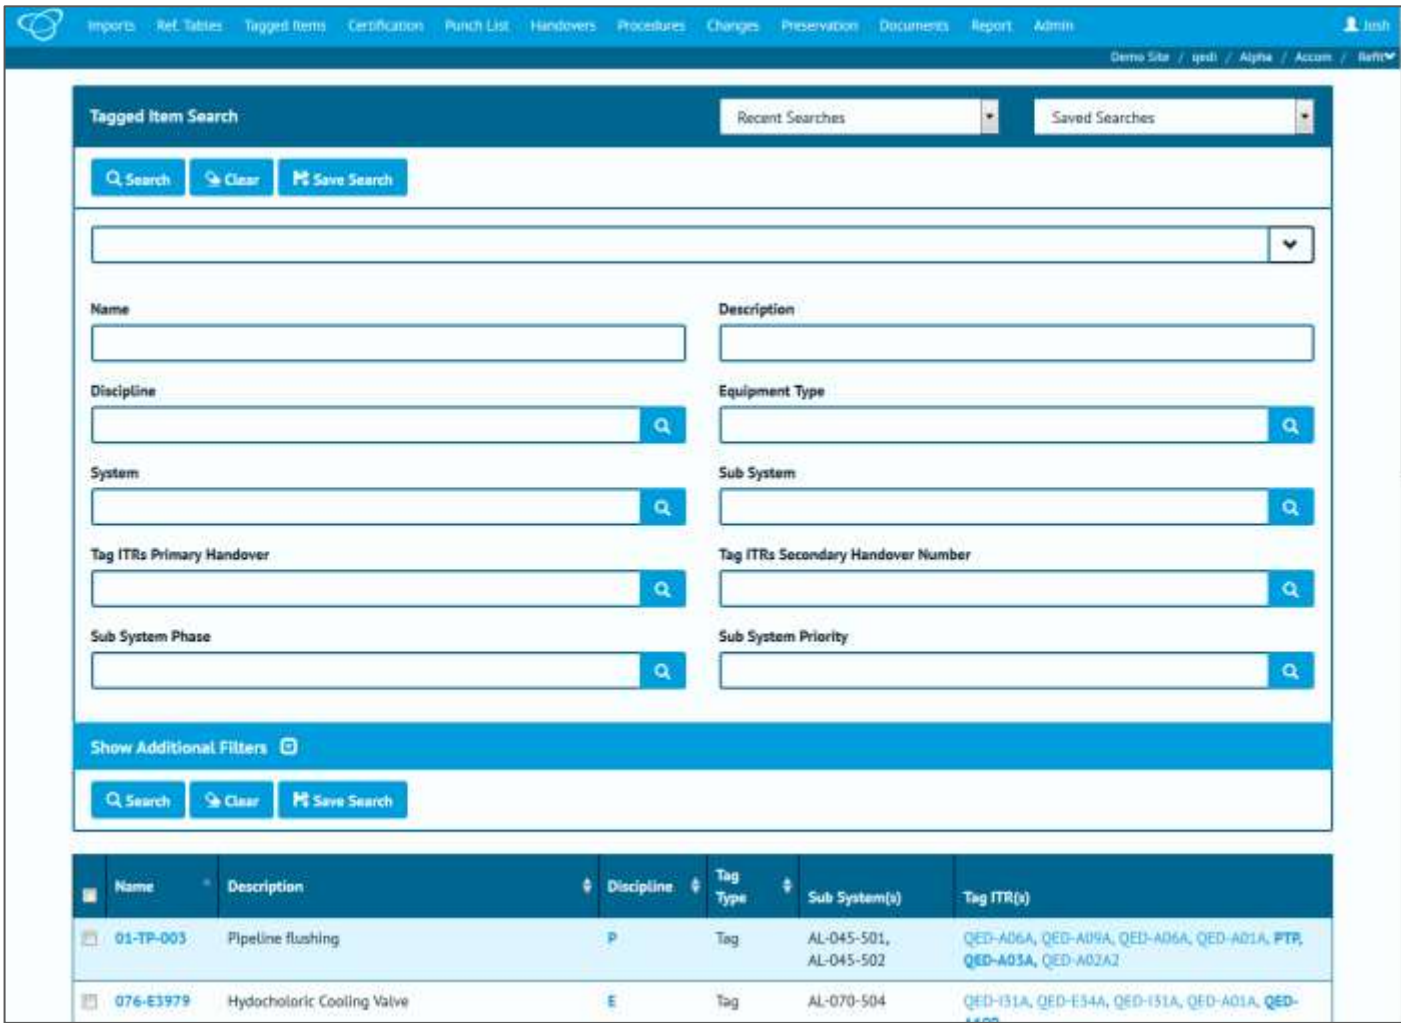 Imports Ref. Tables Tagged Items Certification Punch List Handovers Procedures Changes Preservation Documents Report Admin Josh
Demo Site / qedi / Alpha / Accom / Refit
Tagged Item Search Recent Searches Saved Searches
Search Clear Save Search
Name Description
Discipline Equipment Type
System Sub System
Tag ITRs Primary Handover Tag ITRs Secondary Handover Number
Sub System Phase Sub System Priority
Show Additional Filters
Search Clear Save Search
Name Description Discipline Tag Type Sub System(s) Tag ITR(s)
01-TP-003 Pipeline flushing P Tag AL-045-501, QED-A06A, QED-A09A, QED-A06A, QED-A01A, PTP,
AL-045-502 QED-A03A, QED-A02A2
076-E3979 Hydocholoric Cooling Valve E Tag AL-070-504 QED-I31A, QED-E34A, QED-I31A, QED-A01A, QED-